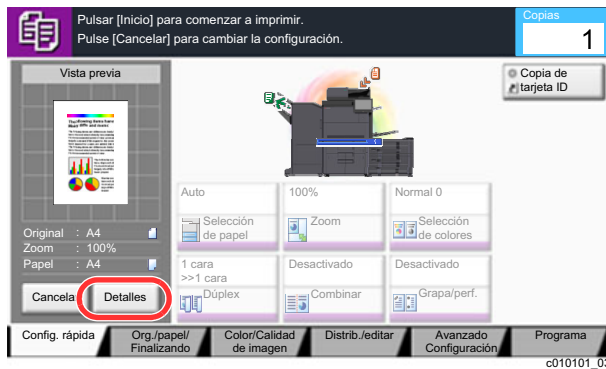 Pulsar [Inicio] para comenzar a imprimir.
Pulse [Cancelar] para cambiar la configuración.
Copias
1
Vista previa
Copia de
tarjeta ID
Original : A4
Zoom : 100%
Papel : A4
Cancela
Detalles
Auto
Selección
de papel
100%
Zoom
Normal 0
Selección
de colores
1 cara
>>1 cara
Dúplex
Desactivado
Combinar
Desactivado
Grapa/perf.
Config. rápida
Org./papel/
Finalizando
Color/Calidad
de imagen
Distrib./editar
Avanzado
Configuración
Programa
c010101_03